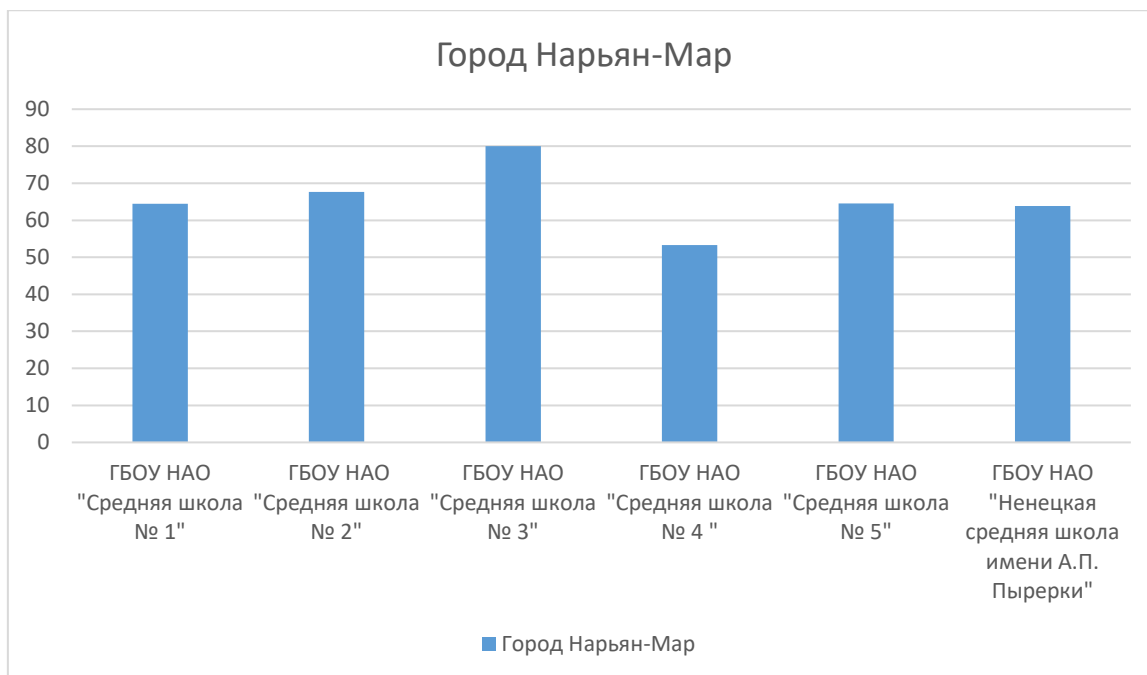 Город Нарьян-Мар
90
80
70
60
50
40
30
20
10
0
ГБОУ НАО
"Средняя школа
№ 1"
ГБОУ НАО
"Средняя школа
№ 2"
ГБОУ НАО
"Средняя школа
№ 3"
ГБОУ НАО
"Средняя школа
№ 4 "
ГБОУ НАО
"Средняя школа
№ 5"
ГБОУ НАО
"Ненецкая
средняя школа
имени А.П.
Пырерки"
Город Нарьян-Мар